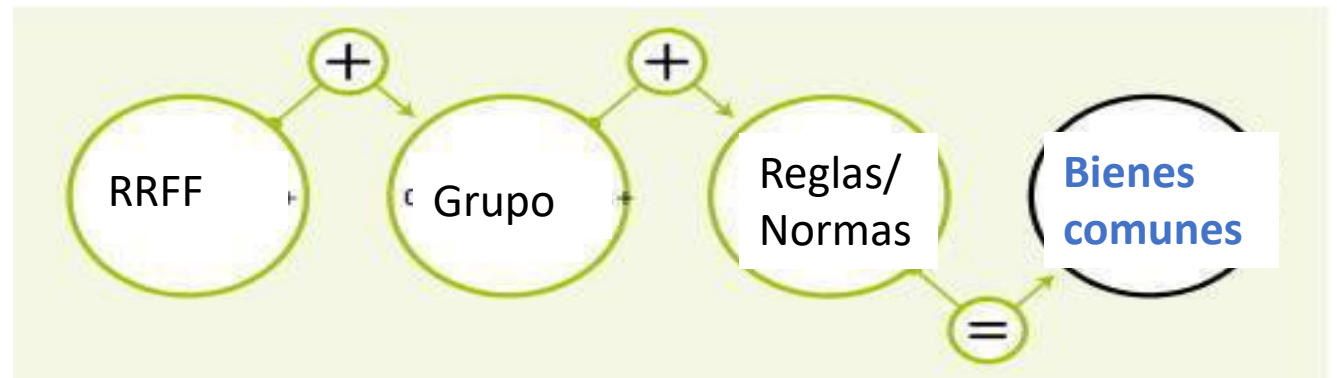 +
+
RRFF
Grupo
Reglas/
Normas
Bienes
comunes
=